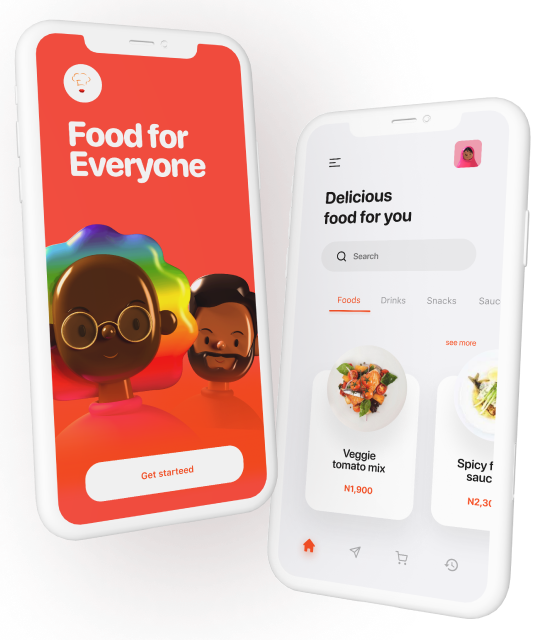 Food for
Everyone
Get starteed
Delicious
food for you
Search
Foods
Drinks
Snacks
Sauc
see more
Veggie
tomato mix
N1,900
Spicy f
sauc
N2,30